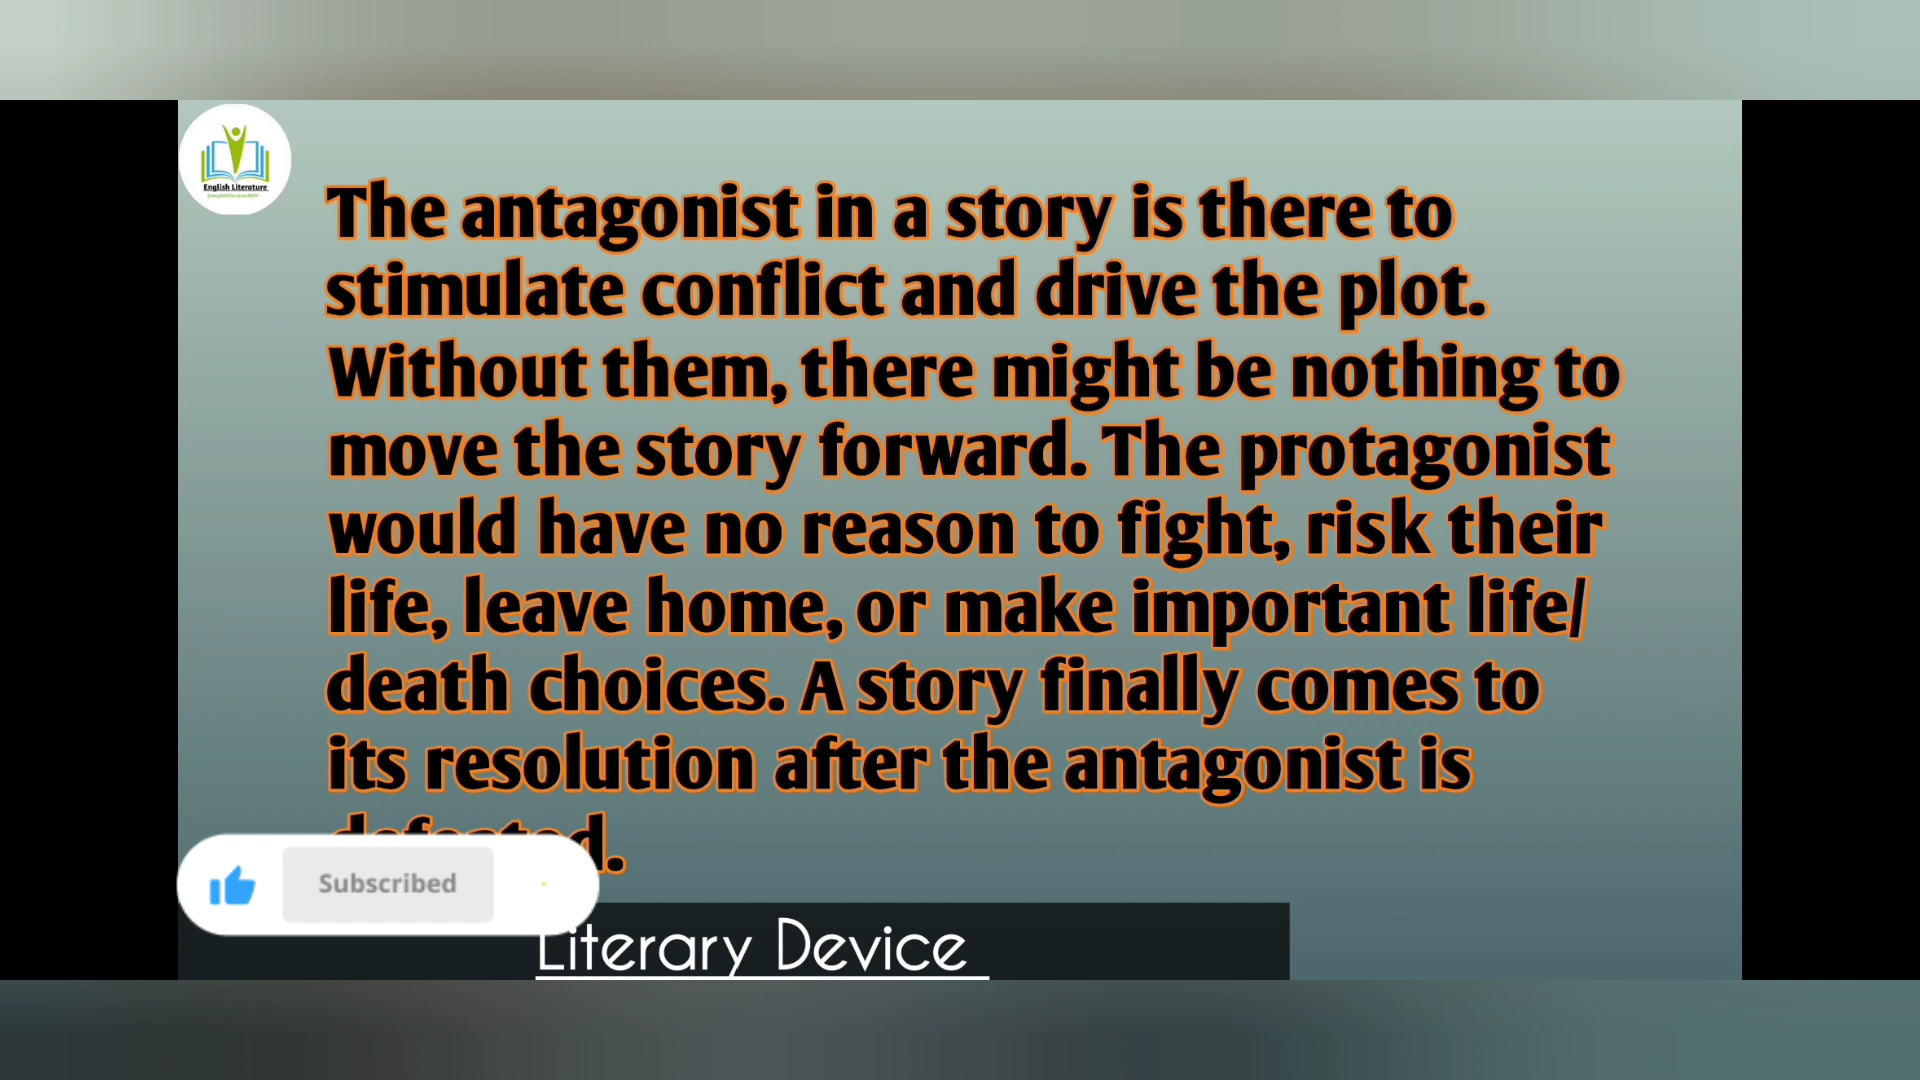 English Literature
The antagonist in a story is there to
stimulate conflict and drive the plot.
Without them, there might be nothing to
move the story forward. The protagonist
would have no reason to fight, risk their
life, leave home, or make important life/
death choices. A story finally comes to
its resolution after the antagonist is
defeated.
Subscribed
Literary Device